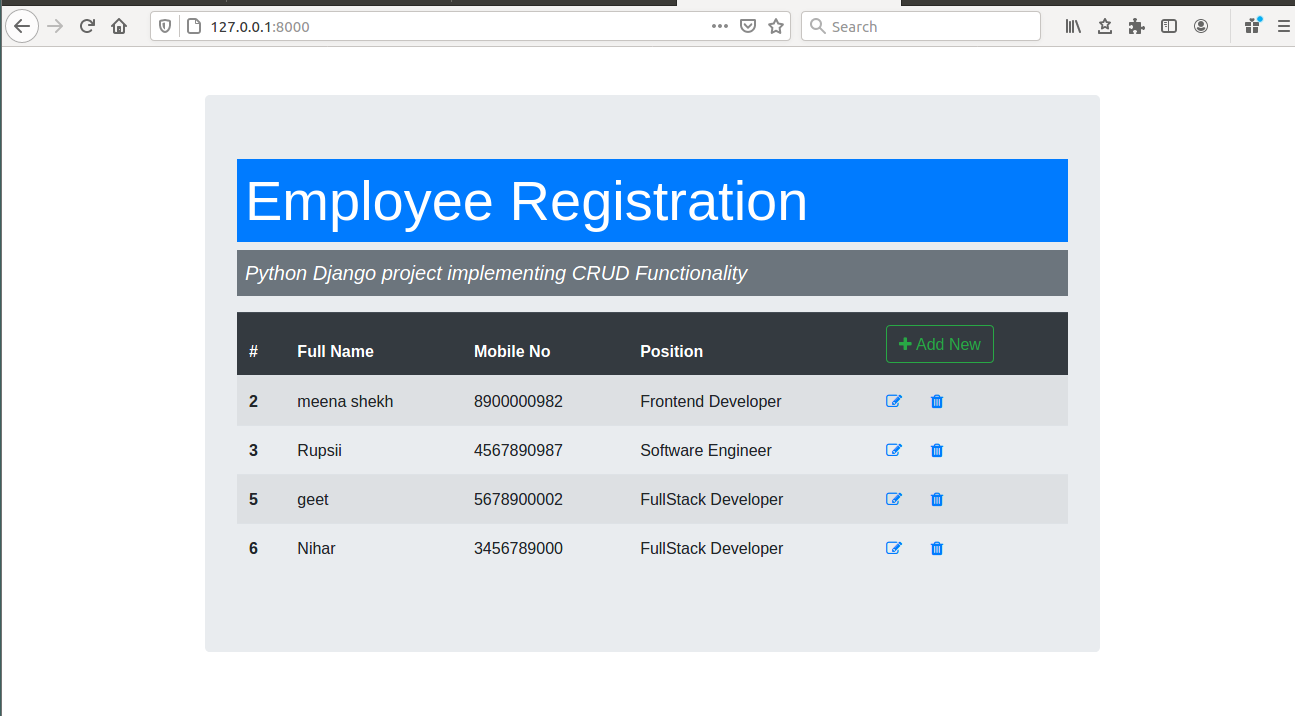 127.0.0.1:8000 Search
Employee Registration
Python Django project implementing CRUD Functionality
# Full Name Mobile No Position Add New
2 meena shekh 8900000982 Frontend Developer
3 Rupsii 4567890987 Software Engineer
5 geet 5678900002 FullStack Developer
6 Nihar 3456789000 FullStack Developer